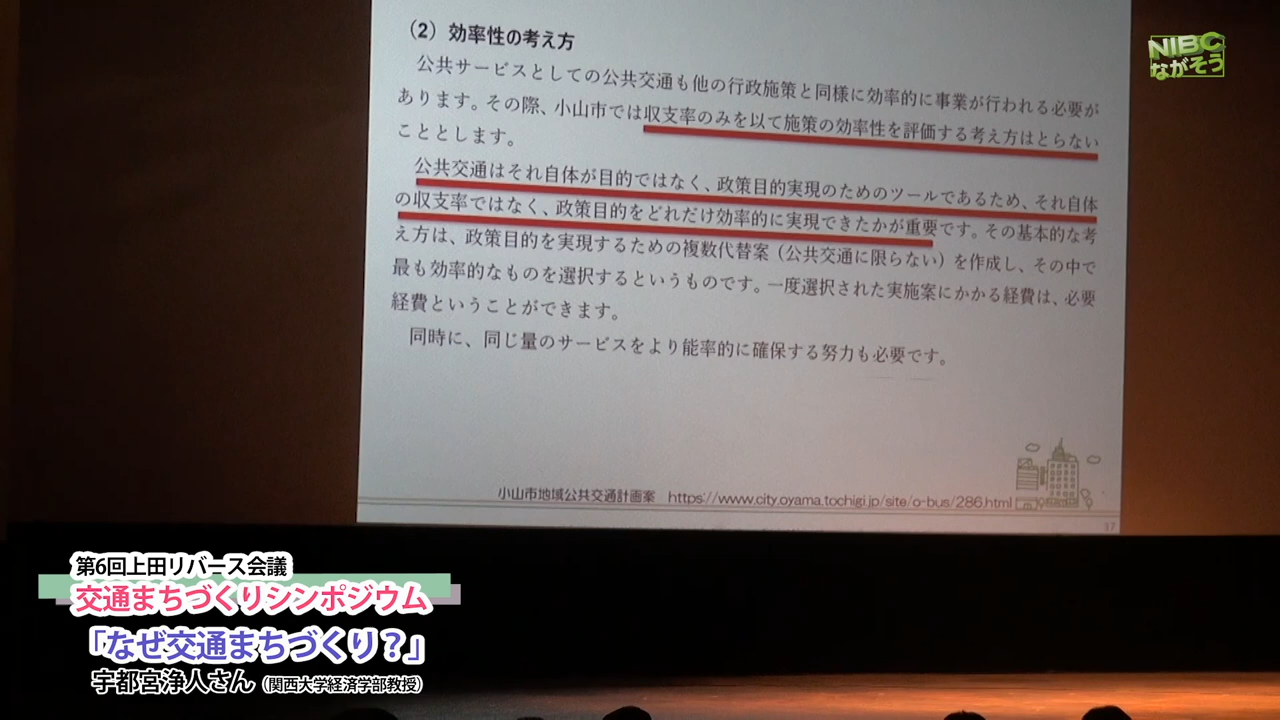 （2）効率性の考え方
公共サービスとしての公共交通も他の行政施策と同様に効率的に事業が行われる必要が
あります。その際、小山市では収支率のみを以て施策の効率性を評価する考え方はとらない
こととします。
公共交通はそれ自体が目的ではなく、政策目的実現のためのツールであるため、それ自体
の収支率ではなく、政策目的をどれだけ効率的に実現できたかが重要です。その基本的な考
え方は、政策目的を実現するための複数代替案（公共交通に限らない）を作成し、その中で
最も効率的なものを選択するというものです。一度選択された実施案にかかる経費は、必要
経費ということができます。
同時に、同じ量のサービスをより能率的に確保する努力も必要です。
小山市地域公共交通計画案 https://www.city.oyama.tochigi.jp/site/o-bus/286.html
37
NIBC
ながそう
第6回上田リバース会議
交通まちづくりシンポジウム
「なぜ交通まちづくり？」
宇都宮浄人さん（関西大学経済学部教授）